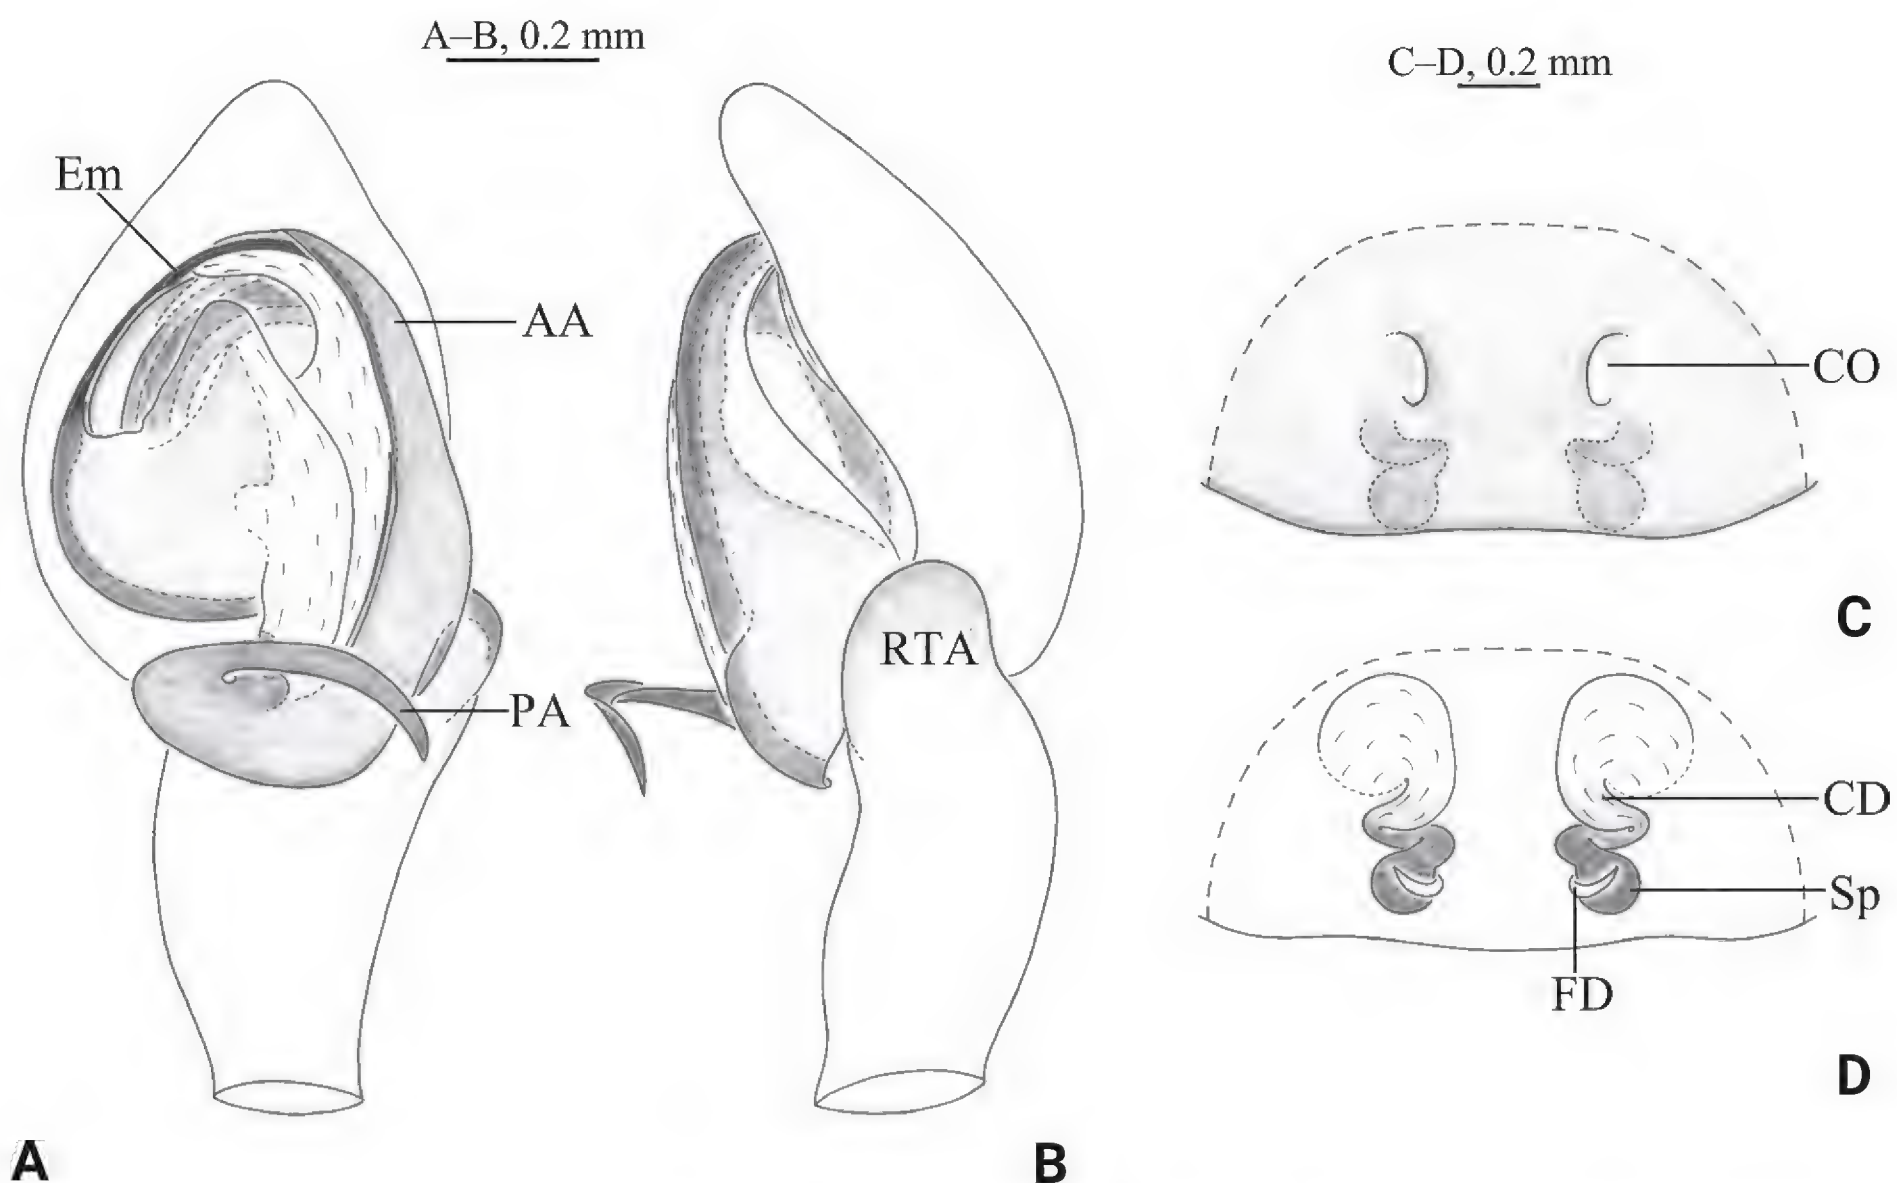 A–B, 0.2 mm
C–D, 0.2 mm
Em
AA
PA
RTA
CO
C
CD
Sp
FD
D
A
B